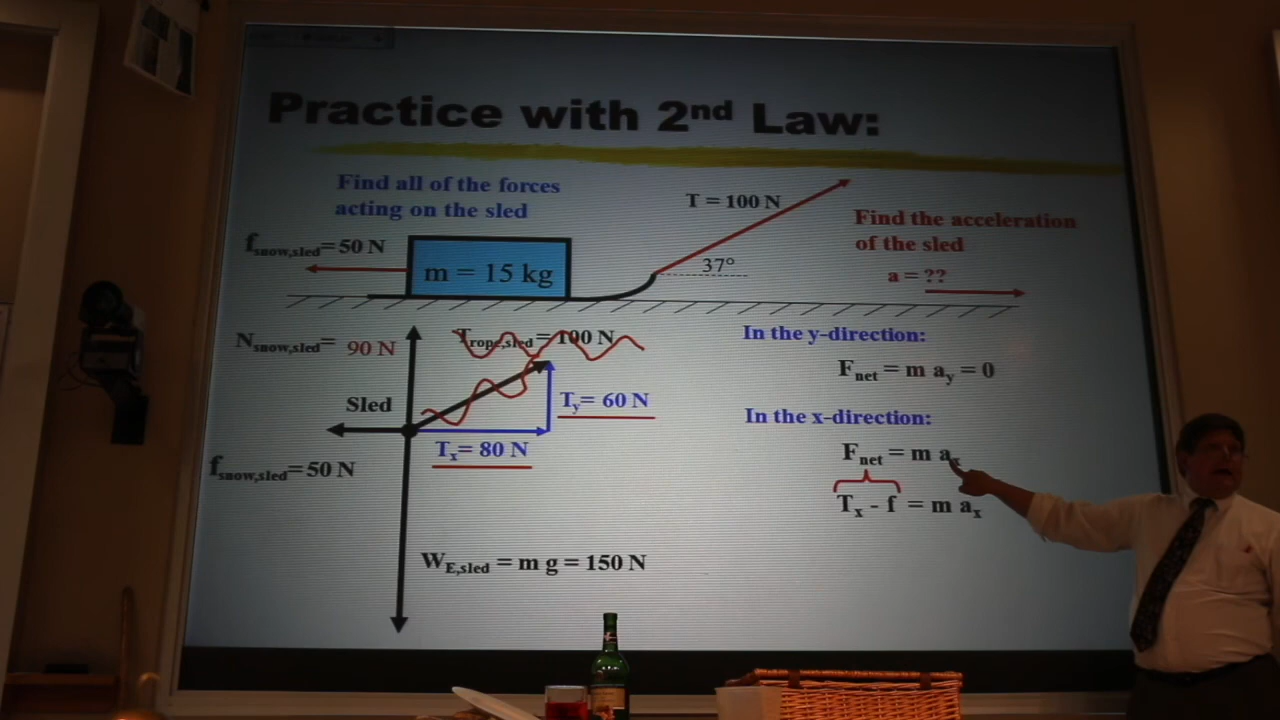 Practice with 2nd Law:
Find all of the forces
acting on the sled
T = 100 N
Find the acceleration
of the sled
a = ??
fsnow,sled=50 N
m = 15 kg
37°
Nsnow,sled= 90 N
Trope,sled=100 N
In the y-direction:
Fnet = m ay = 0
Sled
Ty= 60 N
In the x-direction:
Tx= 80 N
Fnet = m a
fsnow,sled=50 N
Tx - f = m ax
WE,sled = m g = 150 N